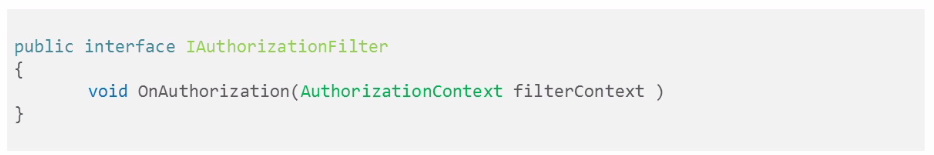 public interface IAuthorizationFilter
{
void OnAuthorization(AuthorizationContext filterContext )
}